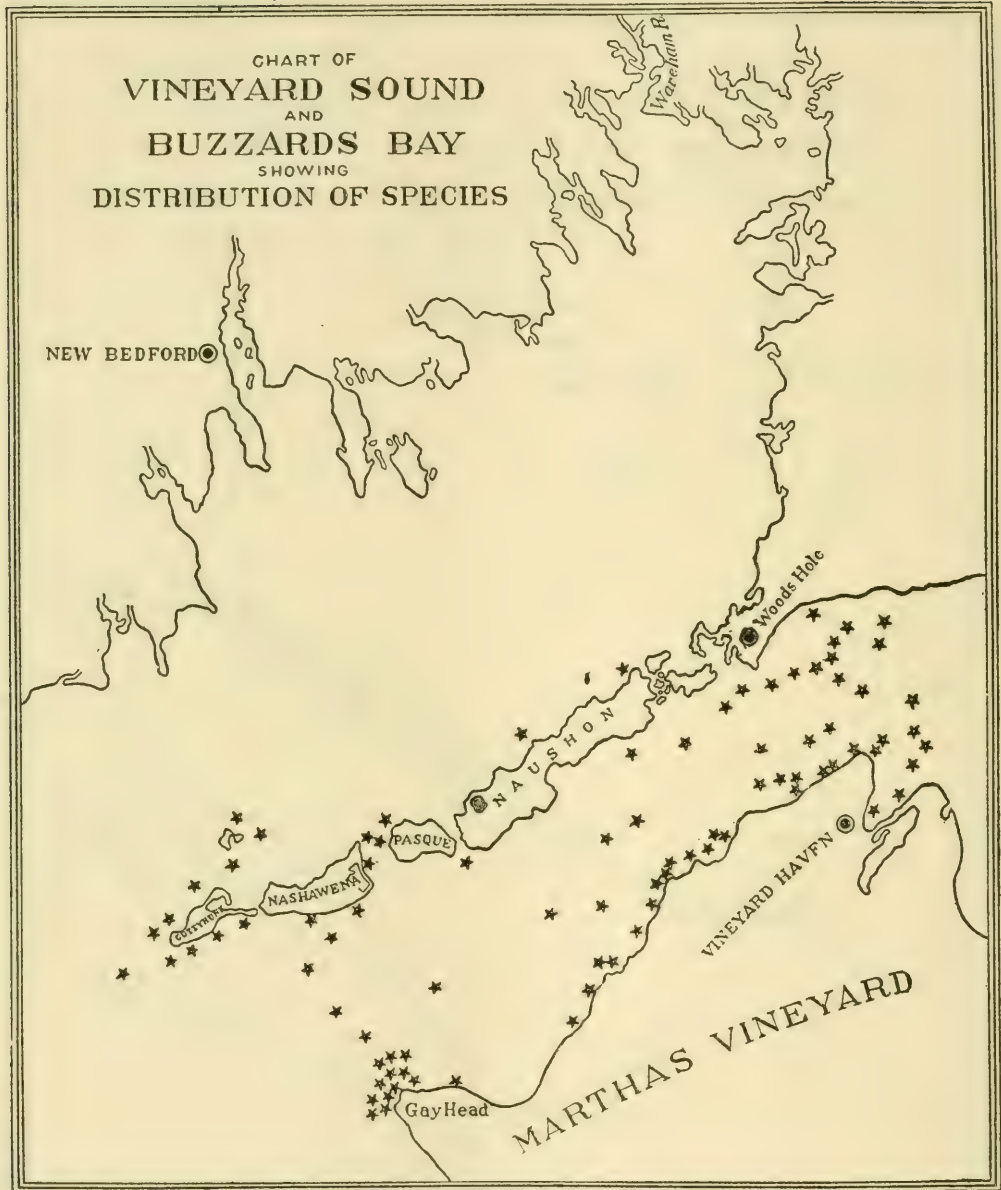 CHART OF
VINEYARD SOUND
AND
BUZZARDS BAY
SHOWING
DISTRIBUTION OF SPECIES
Wareham R.
NEW BEDFORD
Woods Hole
NAUSHON
PASQUE
NASHAWENA
CUTTYHUNK
VINEYARD HAVEN
MARTHAS VINEYARD
Gay Head